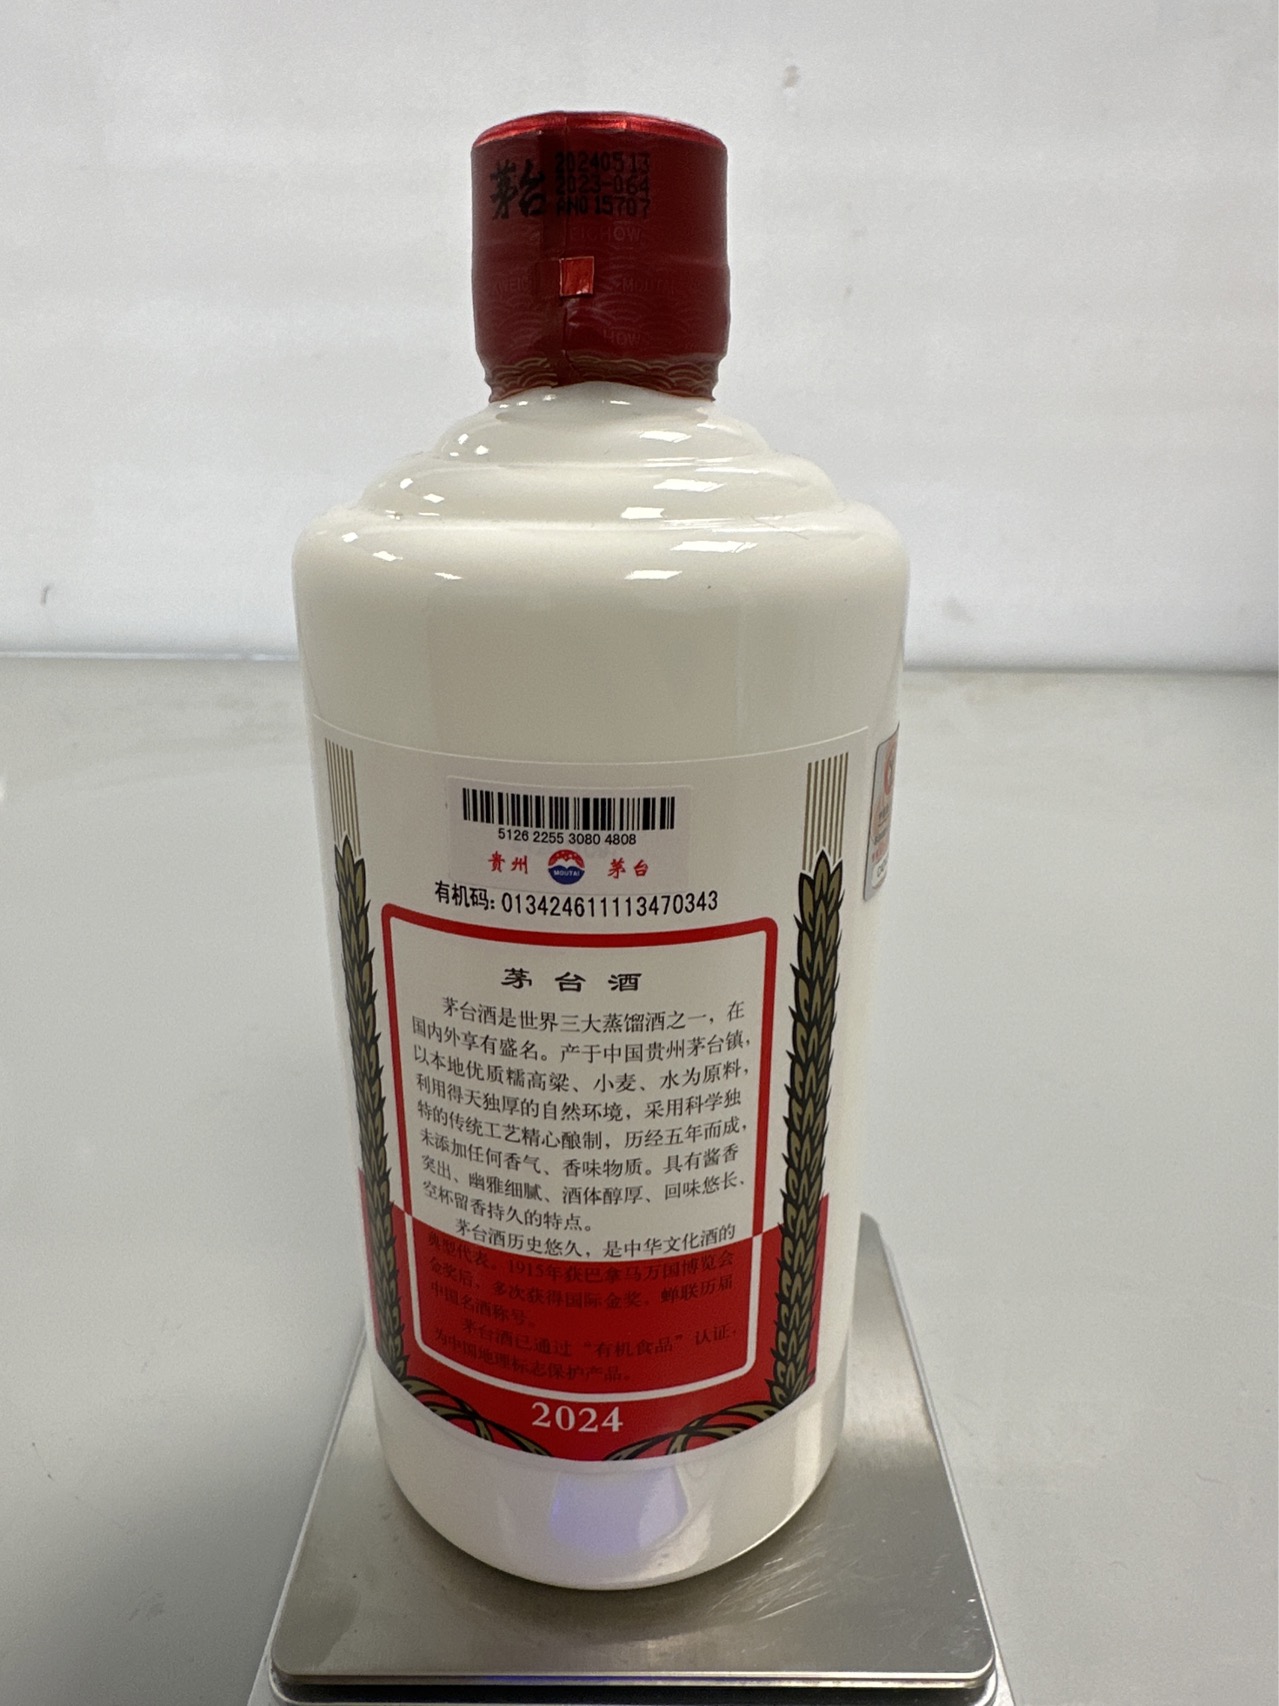 茅台
20240513
2023-064
15707
5126 2255 3080 4808
贵州 MOUTAI 茅台
有机码: 013424611113470343
茅台酒
茅台酒是世界三大蒸馏酒之一，在
国内外享有盛名。产于中国贵州茅台镇，
以本地优质糯高粱、小麦、水为原料，
利用得天独厚的自然环境，采用科学独
特的传统工艺精心酿制，历经五年而成，
未添加任何香气、香味物质。具有酱香
突出、幽雅细腻、酒体醇厚、回味悠长、
空杯留香持久的特点。
茅台酒历史悠久，是中华文化酒的
典型代表。1915年获巴拿马万国博览会
金奖后，多次获得国际金奖，蝉联历届
中国名酒称号。
茅台酒已通过“有机食品”认证，
为中国地理标志保护产品。
2024